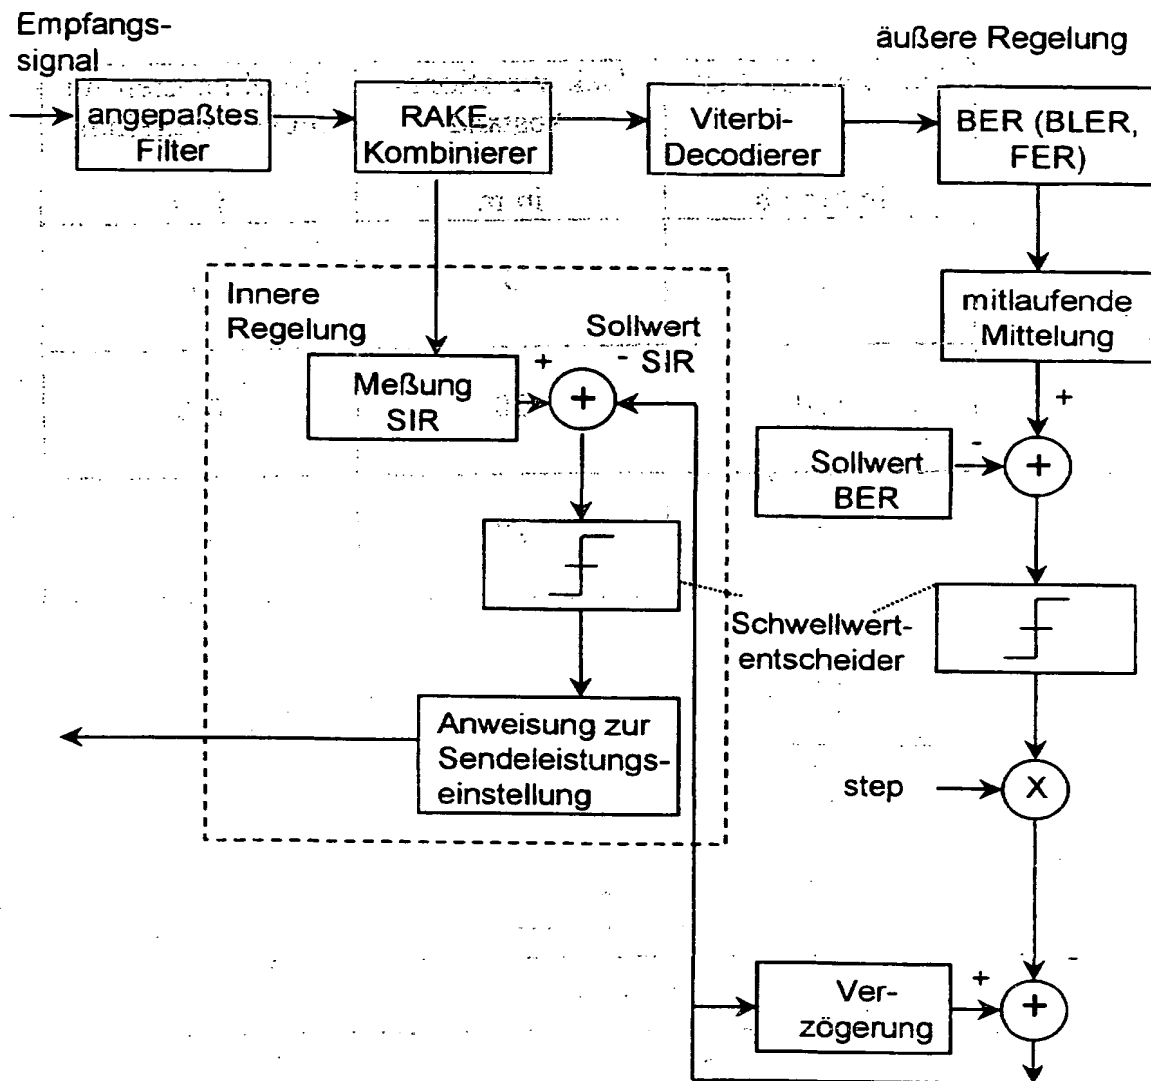 Empfangs-
signal
äußere Regelung
angepaßtes
Filter
RAKE
Kombinierer
Viterbi-
Decodierer
BER (BLER,
FER)
Innere
Regelung
Sollwert
SIR
Meßung
SIR
+
-
+
mitlaufende
Mittelung
+
Sollwert
BER
-
+
Schwellwert-
entscheider
Anweisung zur
Sendeleistungs-
einstellung
step
X
Ver-
zögerung
+
-
+